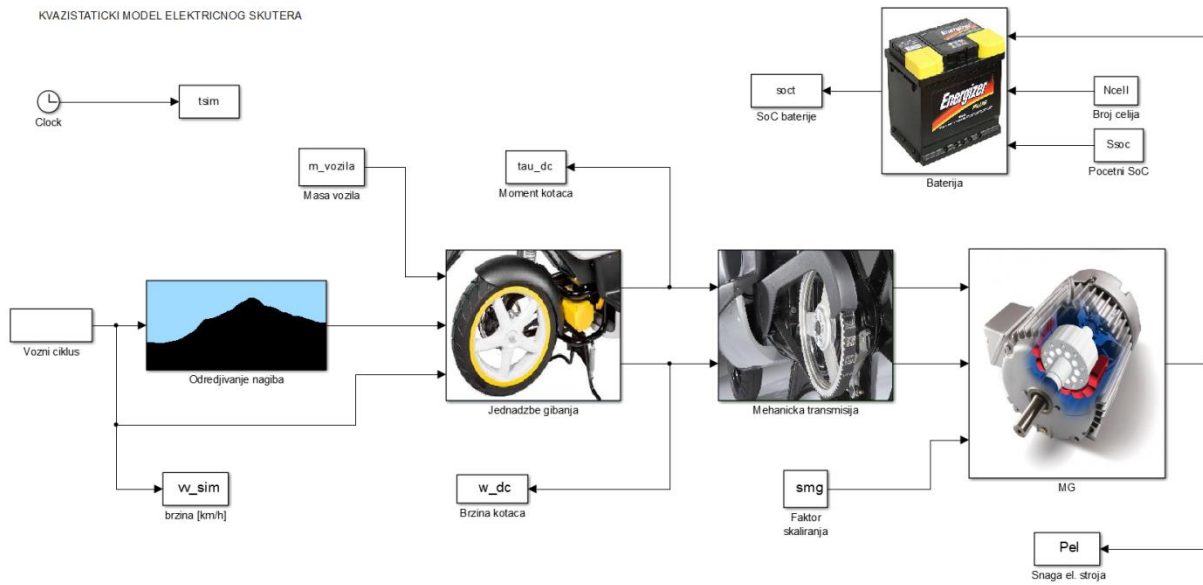 KVAZISTATICKI MODEL ELEKTRICNOG SKUTERA
Clock
tsim
soct
SoC baterije
Energizer
PLUS
Baterija
Ncell
Broj celija
Ssoc
Pocetni SoC
m_vozila
Masa vozila
tau_dc
Moment kotaca
Vozni ciklus
Odredjivanje nagiba
Jednadzbe gibanja
Mehanicka transmisija
MG
vv_sim
brzina [km/h]
w_dc
Brzina kotaca
smg
Faktor
skaliranja
Pel
Snaga el. stroja